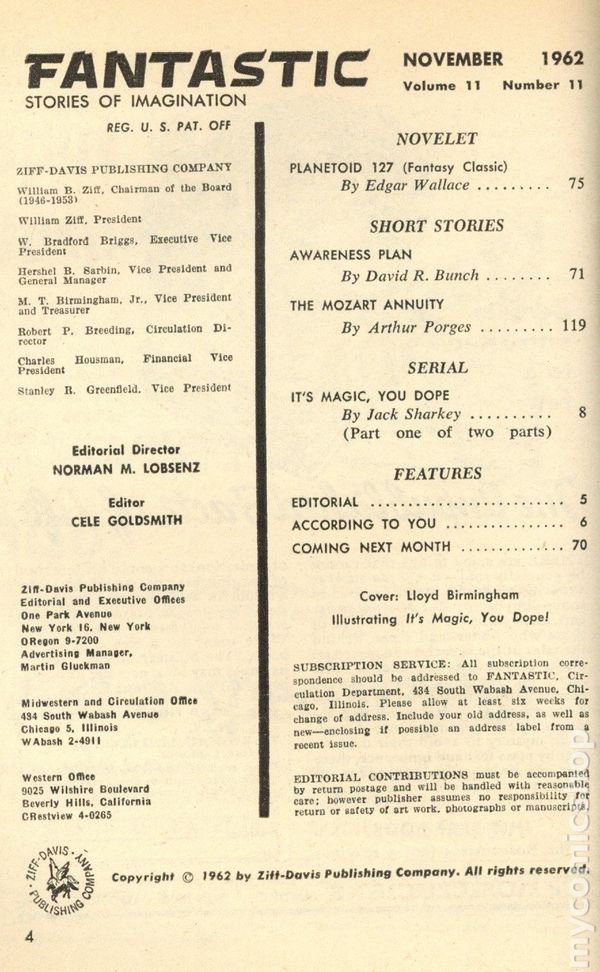 FANTASTIC
STORIES OF IMAGINATION
REG. U. S. PAT. OFF
NOVEMBER 1962
Volume 11 Number 11
ZIFF-DAVIS PUBLISHING COMPANY
William B. Ziff, Chairman of the Board
(1946-1953)
William Ziff, President
W. Bradford Briggs, Executive Vice
President
Hershel B. Sarbin, Vice President and
General Manager
M. T. Birmingham, Jr., Vice President
and Treasurer
Robert P. Breeding, Circulation Di-
rector
Charles Housman, Financial Vice
President
Stanley R. Greenfield, Vice President
Editorial Director
NORMAN M. LOBSENZ
Editor
CELE GOLDSMITH
Ziff-Davis Publishing Company
Editorial and Executive Offices
One Park Avenue
New York 16, New York
ORegon 9-7200
Advertising Manager,
Martin Gluckman
Midwestern and Circulation Office
434 South Wabash Avenue
Chicago 5, Illinois
WAbash 2-4911
Western Office
9025 Wilshire Boulevard
Beverly Hills, California
CRestview 4-0265
NOVELET
PLANETOID 127 (Fantasy Classic)
By Edgar Wallace ......... 75
SHORT STORIES
AWARENESS PLAN
By David R. Bunch ........ 71
THE MOZART ANNUITY
By Arthur Porges ......... 119
SERIAL
IT'S MAGIC, YOU DOPE
By Jack Sharkey .......... 8
(Part one of two parts)
FEATURES
EDITORIAL ......................... 5
ACCORDING TO YOU ............... 6
COMING NEXT MONTH ............. 70
Cover: Lloyd Birmingham
Illustrating It's Magic, You Dope!
SUBSCRIPTION SERVICE: All subscription corre-
spondence should be addressed to FANTASTIC, Cir-
culation Department, 434 South Wabash Avenue, Chi-
cago, Illinois. Please allow at least six weeks for
change of address. Include your old address, as well as
new—enclosing if possible an address label from a
recent issue.
EDITORIAL CONTRIBUTIONS must be accompanied
by return postage and will be handled with reasonable
care; however publisher assumes no responsibility for
return or safety of art work, photographs or manuscripts.
ZIFF-DAVIS PUBLISHING COMPANY
Copyright © 1962 by Ziff-Davis Publishing Company. All rights reserved.
4
mycomicshop